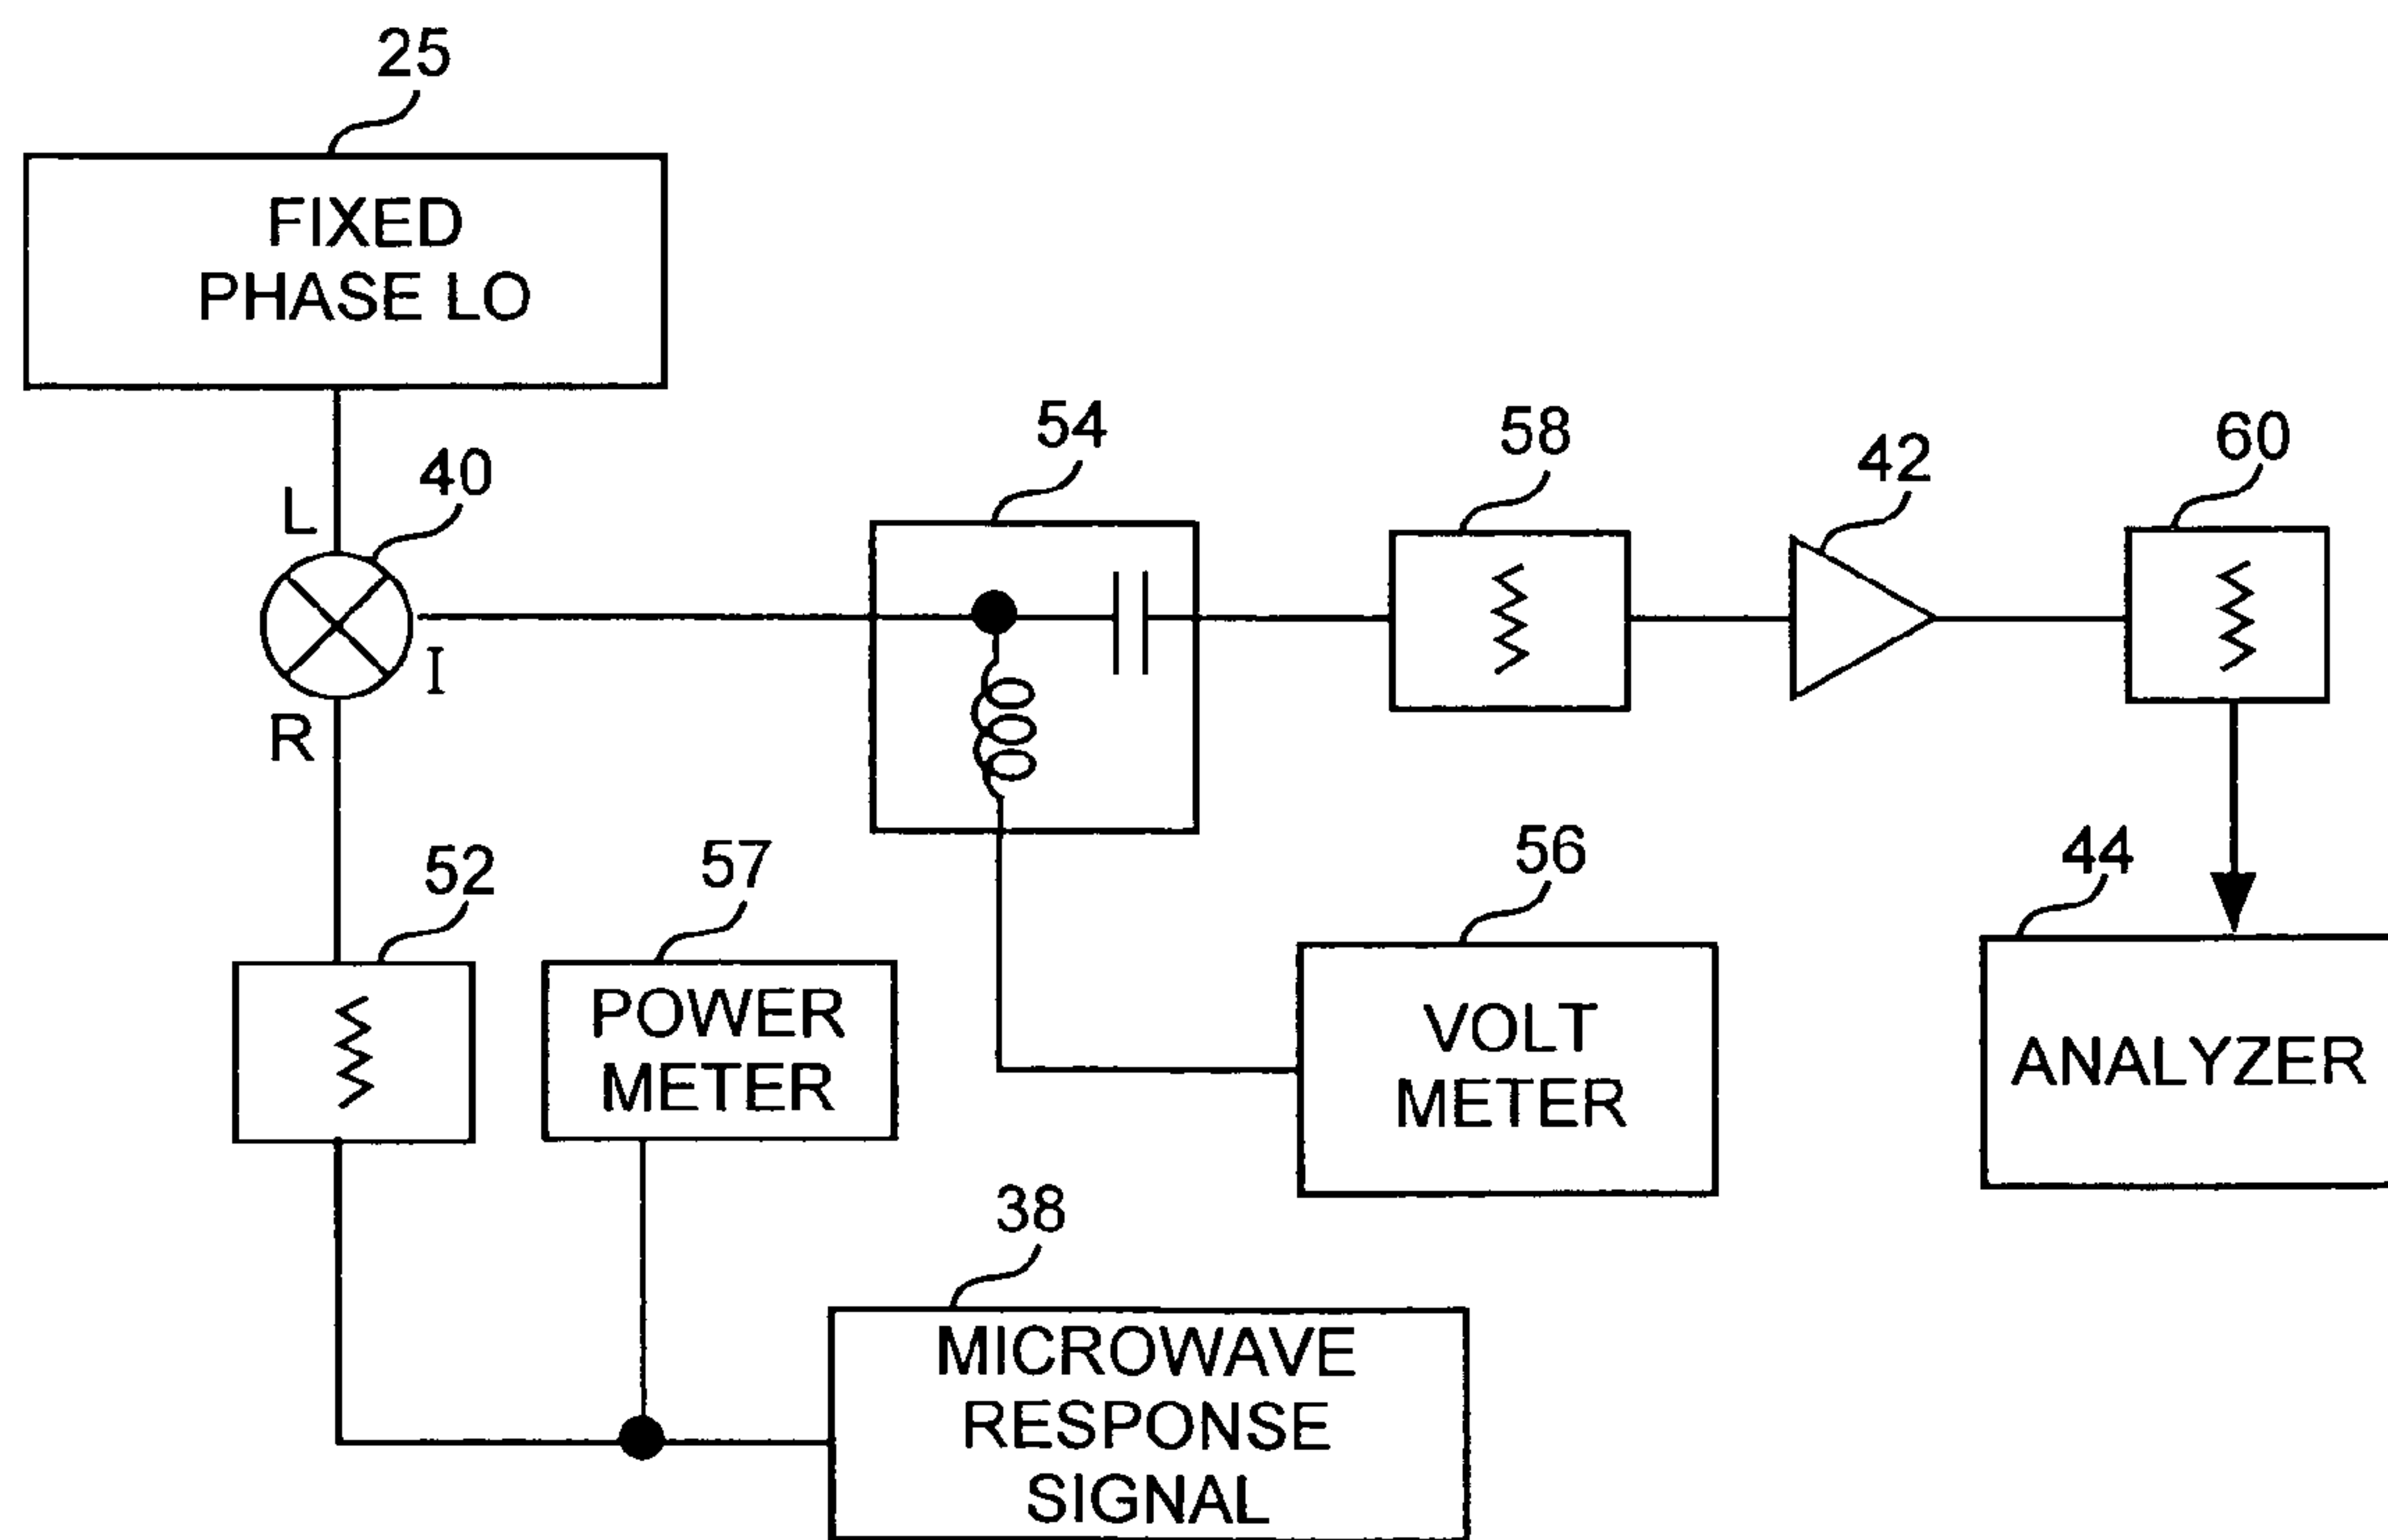 25
FIXED
PHASE LO
L
40
I
R
54
58
42
60
52
57
POWER
METER
56
VOLT
METER
44
ANALYZER
38
MICROWAVE
RESPONSE
SIGNAL